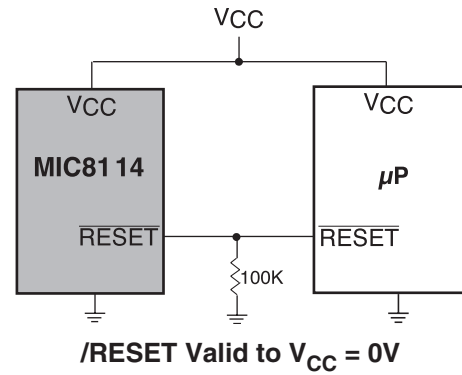 VCC
VCC
VCC
MIC8114
µP
RESET
RESET
100K
/RESET Valid to VCC = 0V